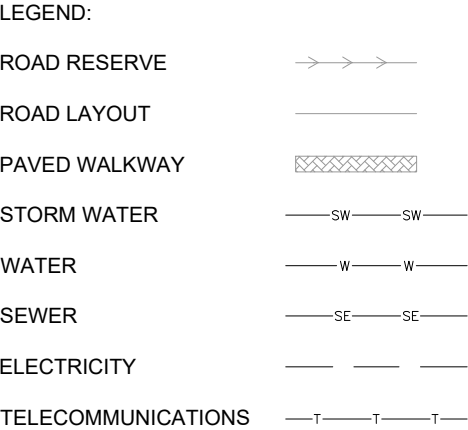 LEGEND:
ROAD RESERVE
ROAD LAYOUT
PAVED WALKWAY
STORM WATER SW SW
WATER W W
SEWER SE SE
ELECTRICITY
TELECOMMUNICATIONS T T T